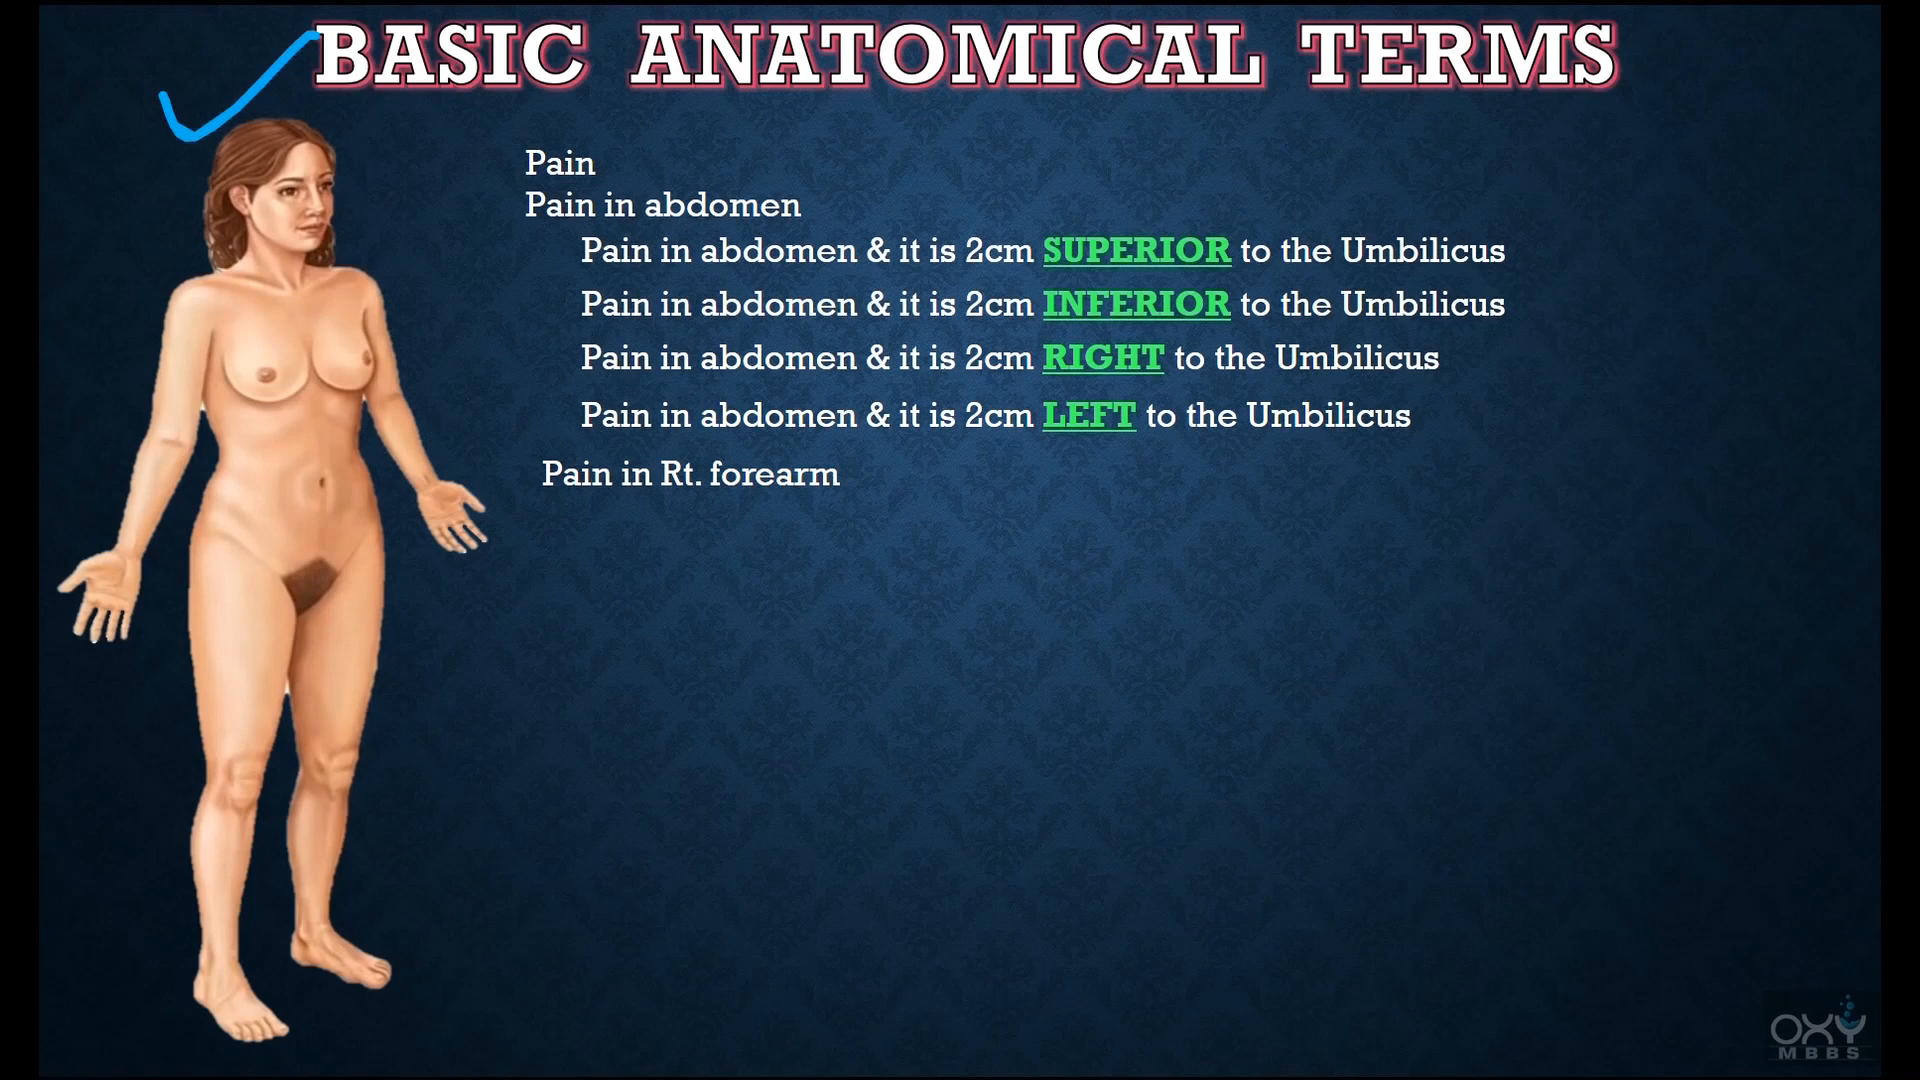 BASIC ANATOMICAL TERMS
Pain
Pain in abdomen
Pain in abdomen & it is 2cm SUPERIOR to the Umbilicus
Pain in abdomen & it is 2cm INFERIOR to the Umbilicus
Pain in abdomen & it is 2cm RIGHT to the Umbilicus
Pain in abdomen & it is 2cm LEFT to the Umbilicus
Pain in Rt. forearm
OXY
MBBS